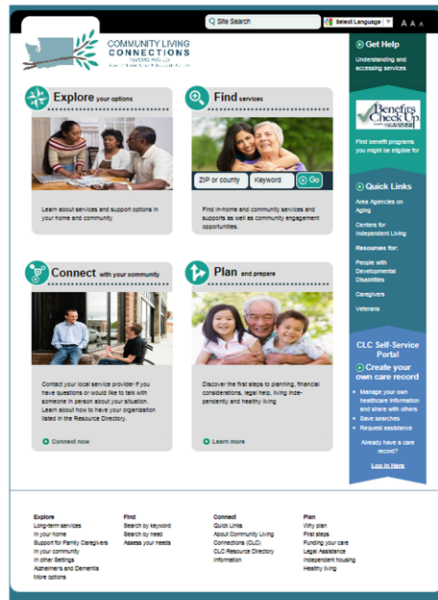 Site Search
Select Language
A A A
COMMUNITY LIVING
CONNECTIONS
Get Help
Understanding and
accessing services
Benefits
Check Up
Find benefit programs
you might be eligible for
Quick Links
Area Agencies on
Aging
Centers for
Independent Living
Resources for:
People with
Developmental
Disabilities
Caregivers
Veterans
CLC Self-Service
Portal
Create your
own care record
Manage your own
healthcare information
and share with others
Save searches
Request assistance
Already have a care
record?
Log in Here
Explore your options
Learn about services and support options in
your home and community
Find services
ZIP or county
Keyword
Go
Find in-home and community services and
supports as well as community engagement
opportunities.
Connect with your community
Contact your local service provider if you
have questions or would like to talk with
someone in person about your situation.
Learn about how to have your organization
listed in the Resource Directory.
Connect now
Plan and prepare
Discover the first steps to planning, financial
considerations, legal help, living inde-
pendently and healthy living
Learn more
Explore
Long-term services
In your home
Support for Family Caregivers
In your community
In other Settings
Alzheimers and Dementia
More options
Find
Search by keyword
Search by need
Assess your needs
Connect
Quick Links
About Community Living
Connections (CLC)
CLC Resource Directory
Information
Plan
Why plan
First steps
Funding your care
Legal Assistance
Independent housing
Healthy living